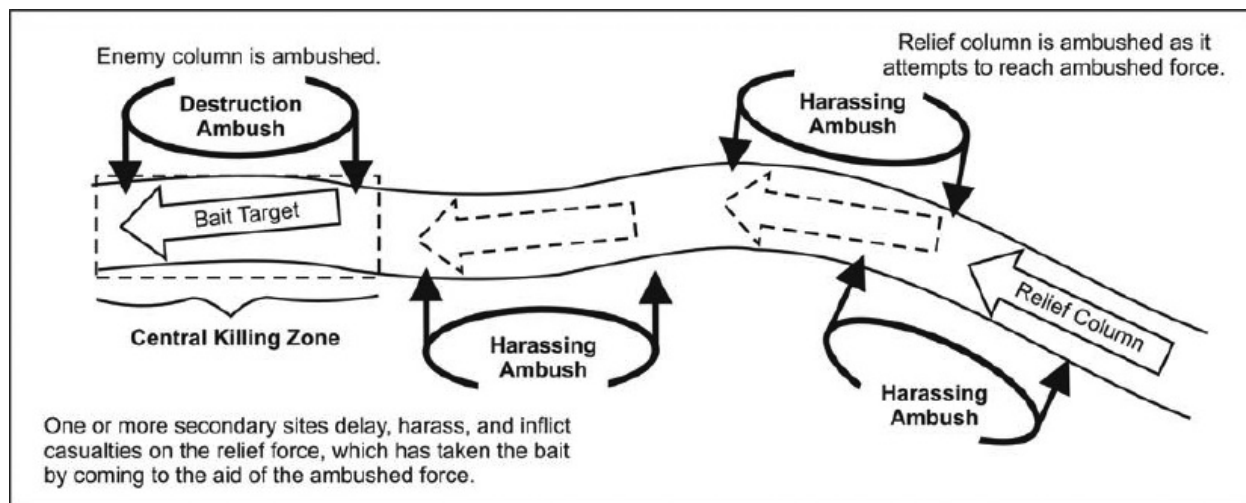 Enemy column is ambushed.
Relief column is ambushed as it
attempts to reach ambushed force.
Destruction
Ambush
Harassing
Ambush
Bait Target
Relief Column
Central Killing Zone
Harassing
Ambush
Harassing
Ambush
One or more secondary sites delay, harass, and inflict
casualties on the relief force, which has taken the bait
by coming to the aid of the ambushed force.